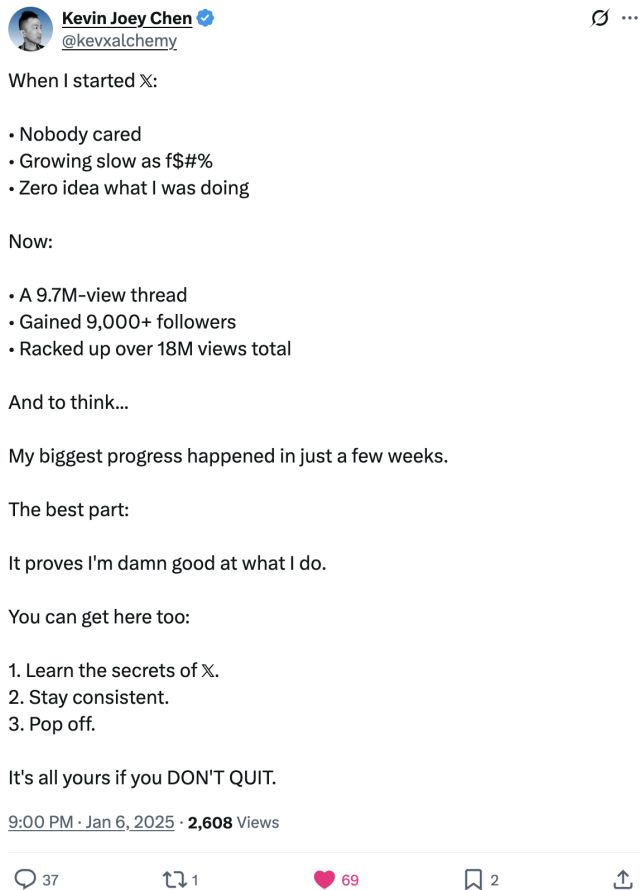 Kevin Joey Chen
@kevxalchemy
When I started 𝕏:
• Nobody cared
• Growing slow as f$#%
• Zero idea what I was doing
Now:
• A 9.7M-view thread
• Gained 9,000+ followers
• Racked up over 18M views total
And to think...
My biggest progress happened in just a few weeks.
The best part:
It proves I'm damn good at what I do.
You can get here too:
1. Learn the secrets of 𝕏.
2. Stay consistent.
3. Pop off.
It's all yours if you DON'T QUIT.
9:00 PM · Jan 6, 2025 · 2,608 Views
37 1 69 2